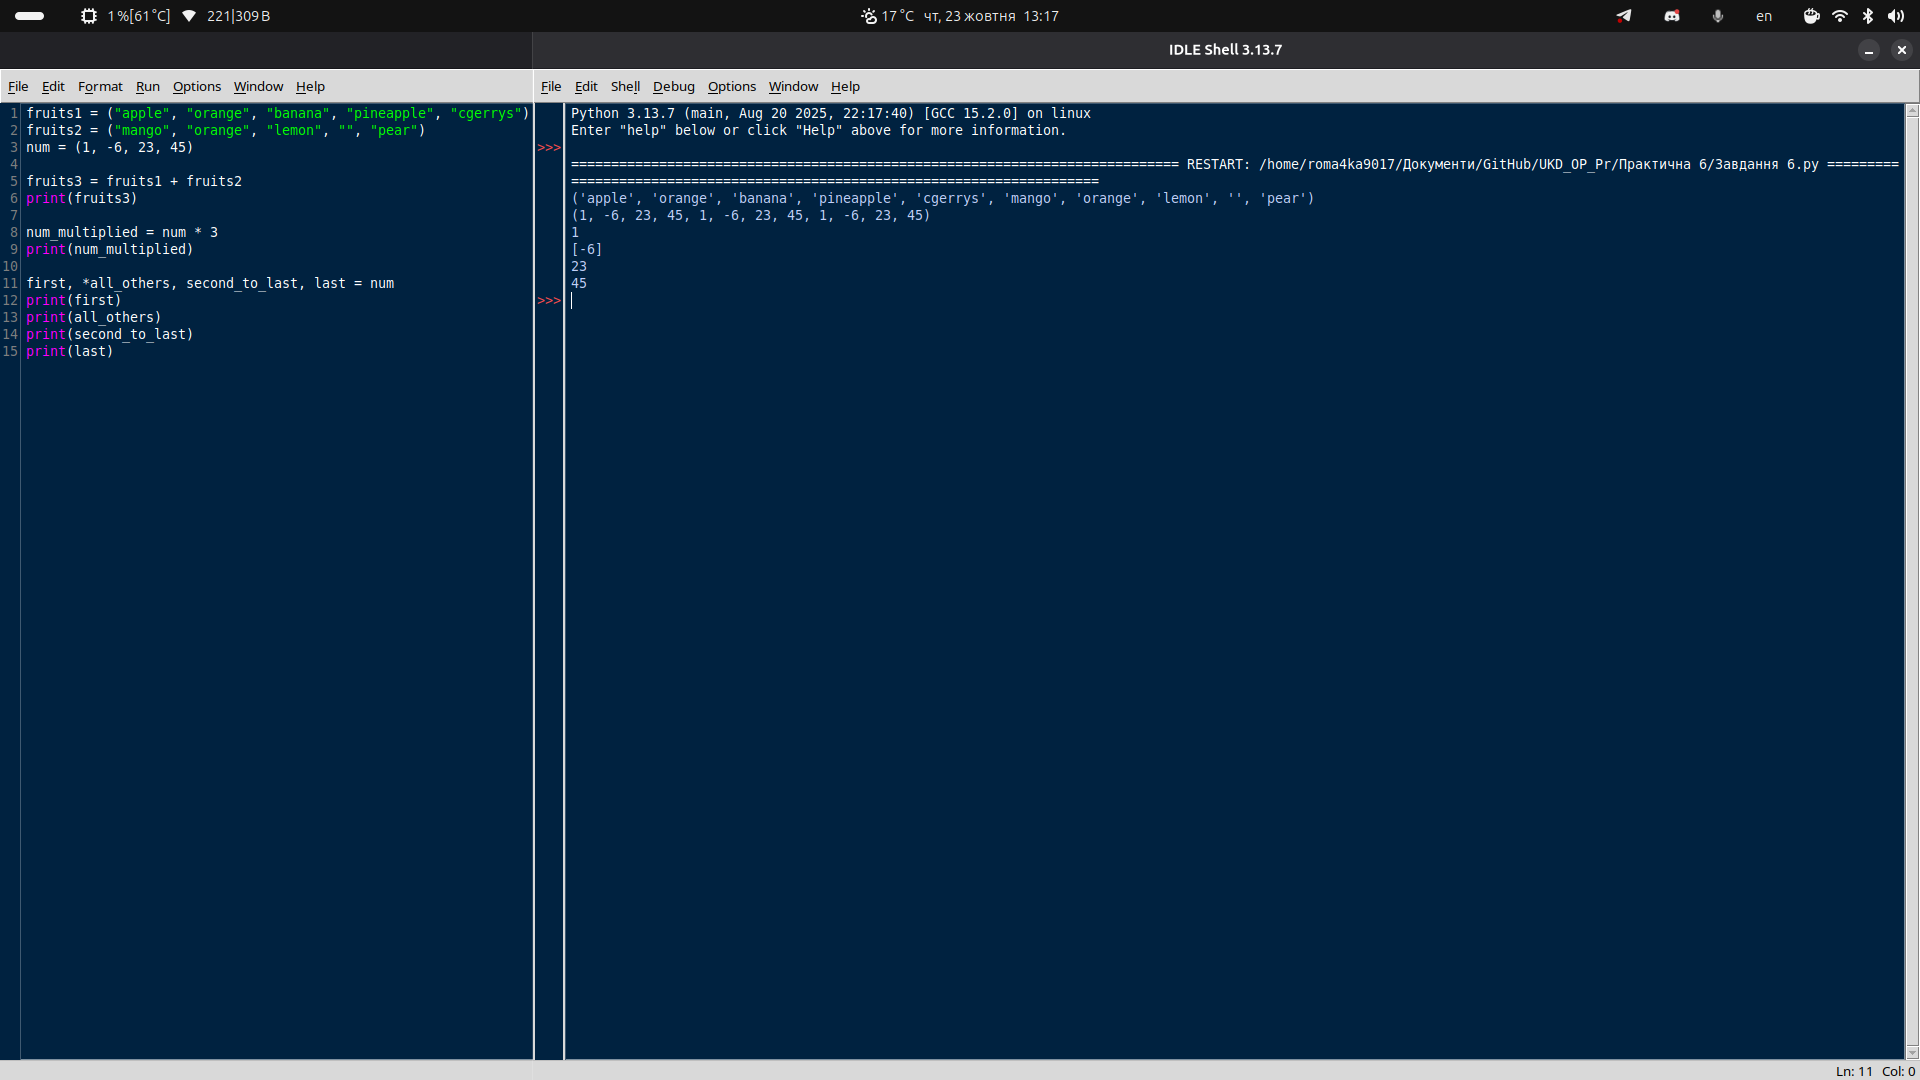 1 %[61 °C] 221|309 B 17 °C чт, 23 жовтня 13:17 en
IDLE Shell 3.13.7
File Edit Format Run Options Window Help
1 fruits1 = ("apple", "orange", "banana", "pineapple", "cgerrys")
2 fruits2 = ("mango", "orange", "lemon", "", "pear")
3 num = (1, -6, 23, 45)
4
5 fruits3 = fruits1 + fruits2
6 print(fruits3)
7
8 num_multiplied = num * 3
9 print(num_multiplied)
10
11 first, *all_others, second_to_last, last = num
12 print(first)
13 print(all_others)
14 print(second_to_last)
15 print(last)
File Edit Shell Debug Options Window Help
Python 3.13.7 (main, Aug 20 2025, 22:17:40) [GCC 15.2.0] on linux
Enter "help" below or click "Help" above for more information.
>>>
============================================================================ RESTART: /home/roma4ka9017/Документи/GitHub/UKD_OP_Pr/Практична 6/Завдання 6.py =========
==================================================================
('apple', 'orange', 'banana', 'pineapple', 'cgerrys', 'mango', 'orange', 'lemon', '', 'pear')
(1, -6, 23, 45, 1, -6, 23, 45, 1, -6, 23, 45)
1
[-6]
23
45
>>>
Ln: 11 Col: 0